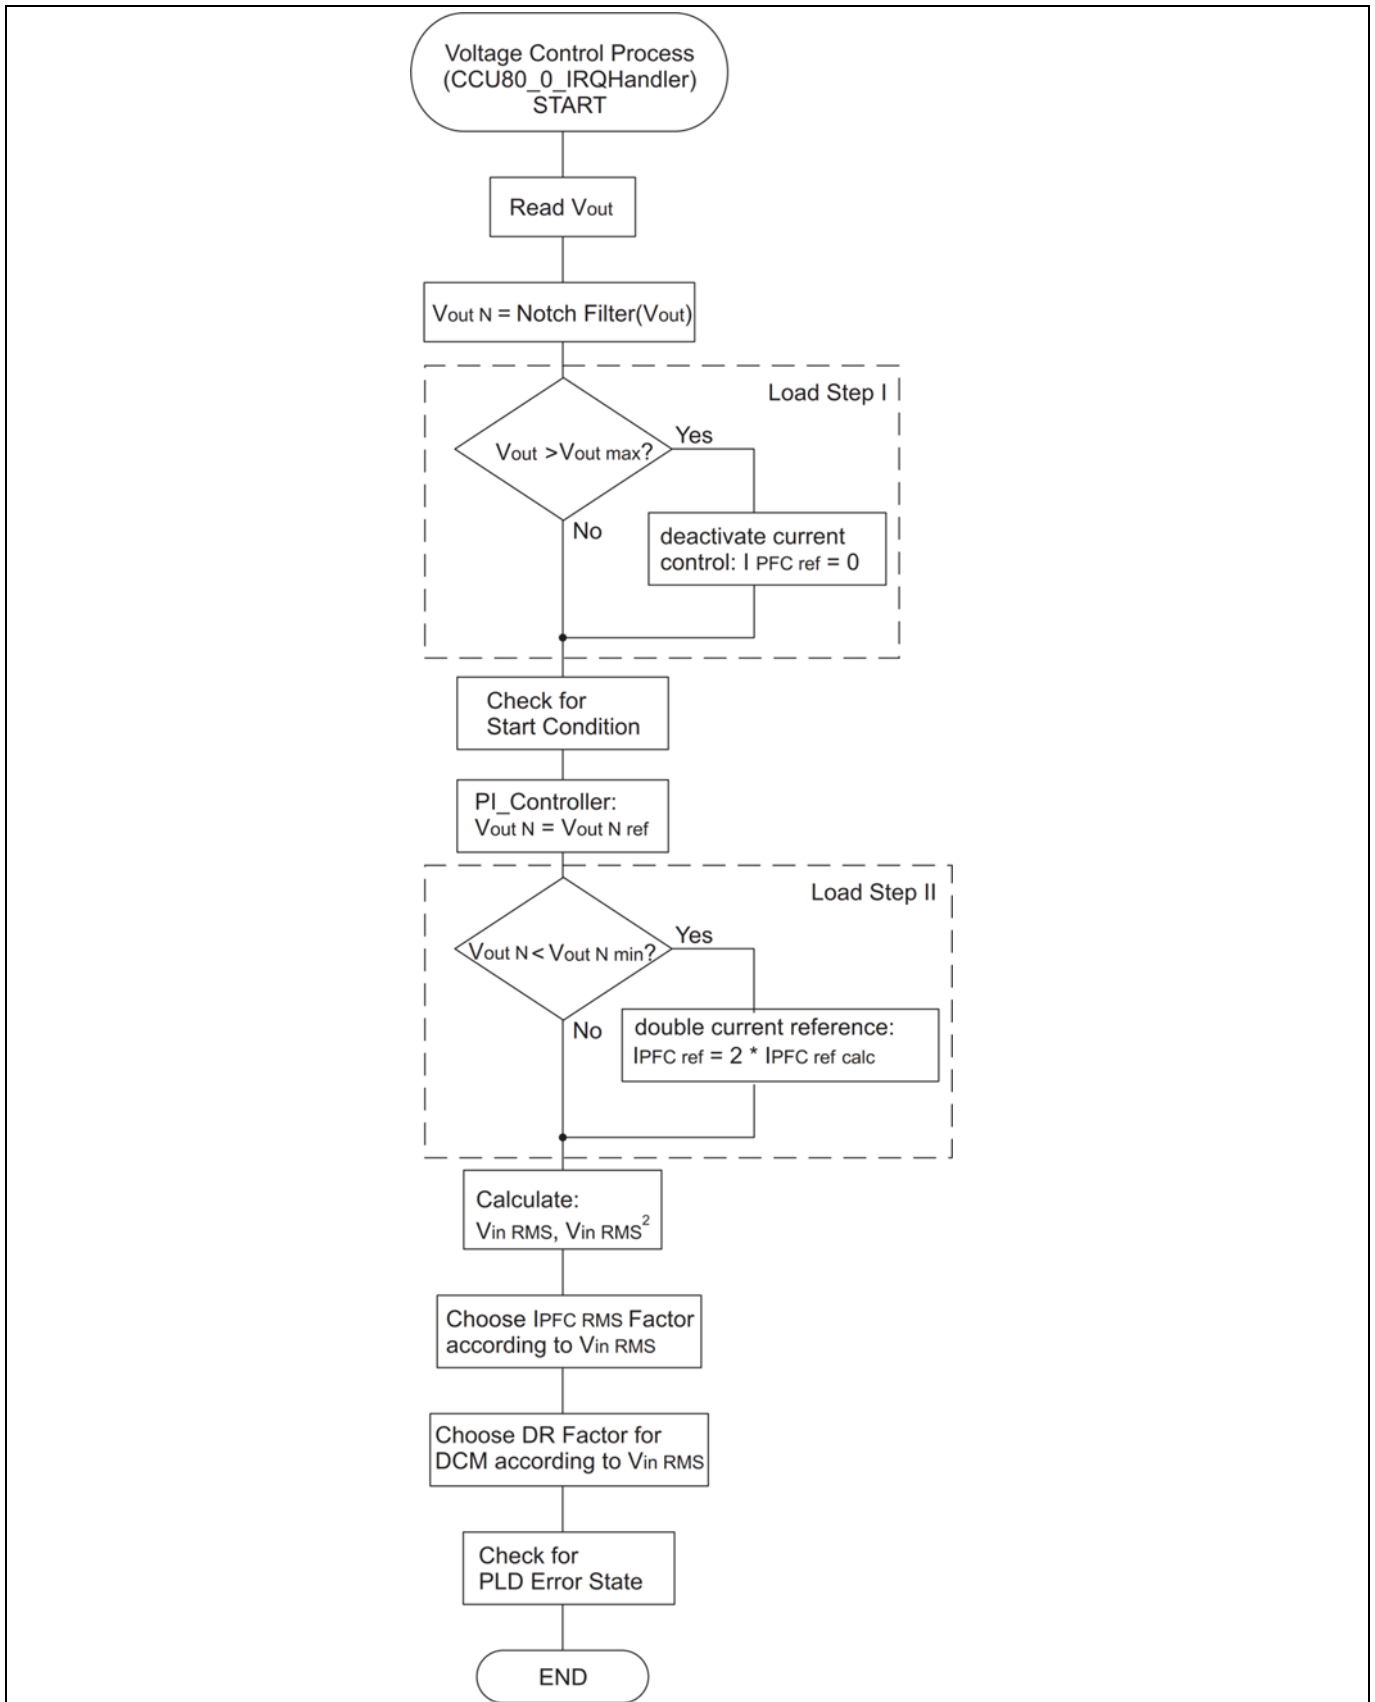 Voltage Control Process
(CCU80_0_IRQHandler)
START
Read Vout
Vout N = Notch Filter(Vout)
Load Step I
Vout >Vout max?
Yes
No
deactivate current
control: I PFC ref = 0
Check for
Start Condition
PI_Controller:
Vout N = Vout N ref
Load Step II
Vout N < Vout N min?
Yes
No
double current reference:
IPFC ref = 2 * IPFC ref calc
Calculate:
Vin RMS, Vin RMS²
Choose IPFC RMS Factor
according to Vin RMS
Choose DR Factor for
DCM according to Vin RMS
Check for
PLD Error State
END